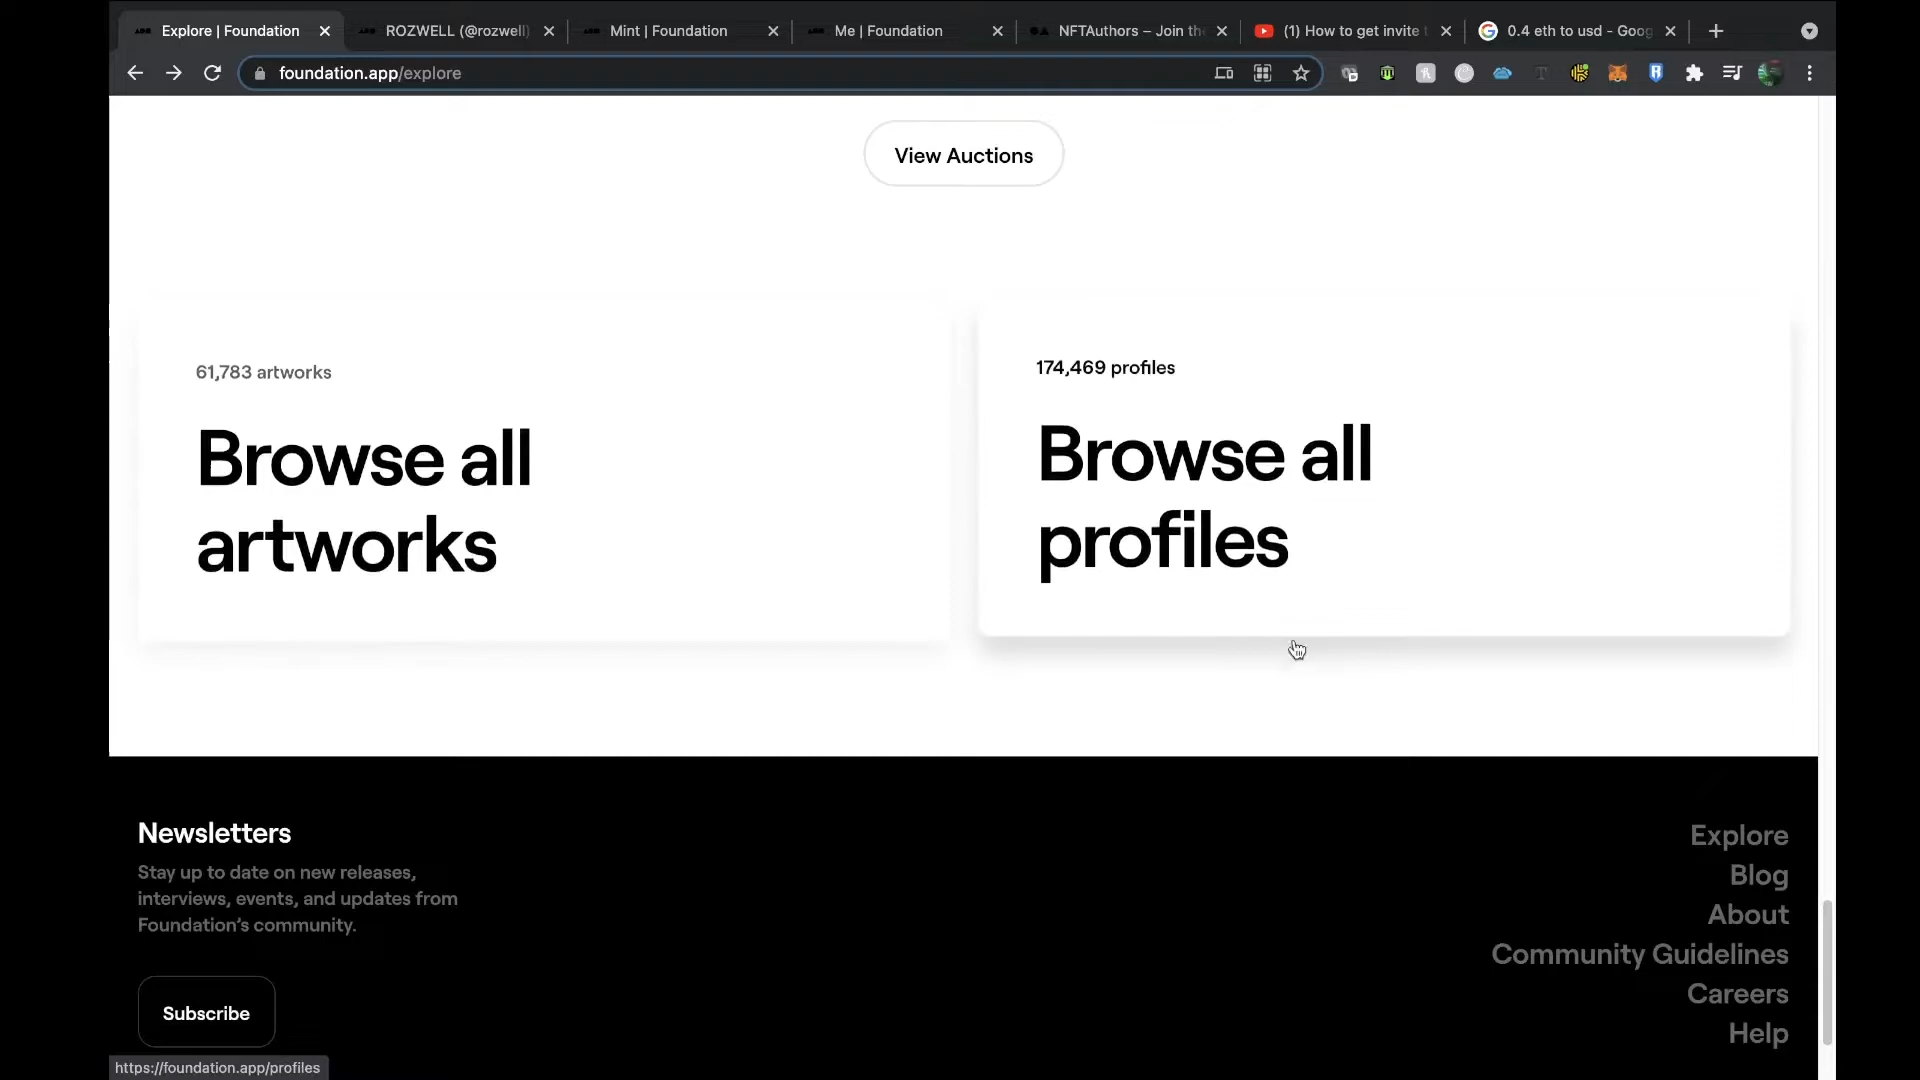 Explore | Foundation
ROZWELL (@rozwell)
Mint | Foundation
Me | Foundation
NFTAuthors – Join th
(1) How to get invite
0.4 eth to usd - Goog
foundation.app/explore
View Auctions
61,783 artworks
Browse all
artworks
174,469 profiles
Browse all
profiles
Newsletters
Stay up to date on new releases,
interviews, events, and updates from
Foundation’s community.
Subscribe
Explore
Blog
About
Community Guidelines
Careers
Help
https://foundation.app/profiles